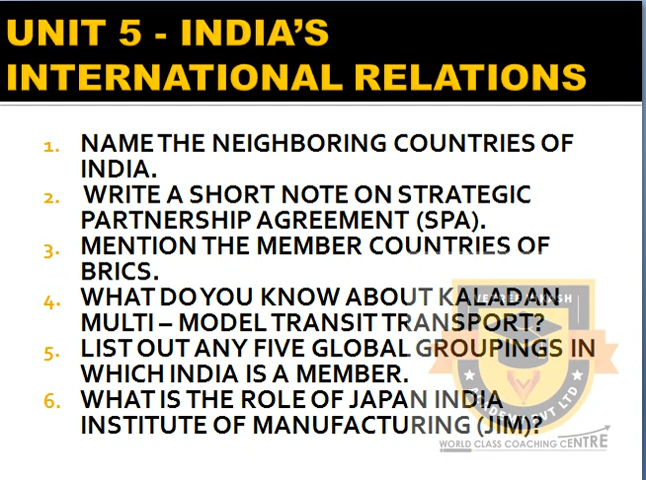 UNIT 5 - INDIA'S
INTERNATIONAL RELATIONS
1. NAME THE NEIGHBORING COUNTRIES OF
INDIA.
2. WRITE A SHORT NOTE ON STRATEGIC
PARTNERSHIP AGREEMENT (SPA).
3. MENTION THE MEMBER COUNTRIES OF
BRICS.
4. WHAT DO YOU KNOW ABOUT KALADAN
MULTI – MODEL TRANSIT TRANSPORT?
5. LIST OUT ANY FIVE GLOBAL GROUPINGS IN
WHICH INDIA IS A MEMBER.
6. WHAT IS THE ROLE OF JAPAN INDIA
INSTITUTE OF MANUFACTURING (JIM)?
WORLD CLASS COACHING CENTRE